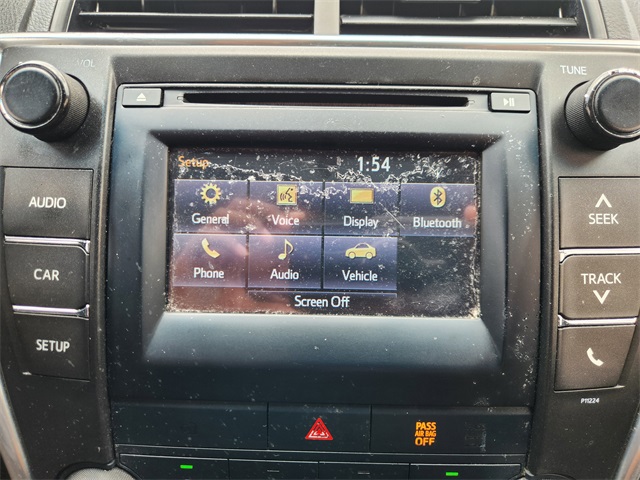 VOL
TUNE
Setup
1:54
AUDIO
General Voice Display Bluetooth
SEEK
CAR
Phone Audio Vehicle
TRACK
Screen Off
SETUP
P11224
PASS
AIR BAG
OFF